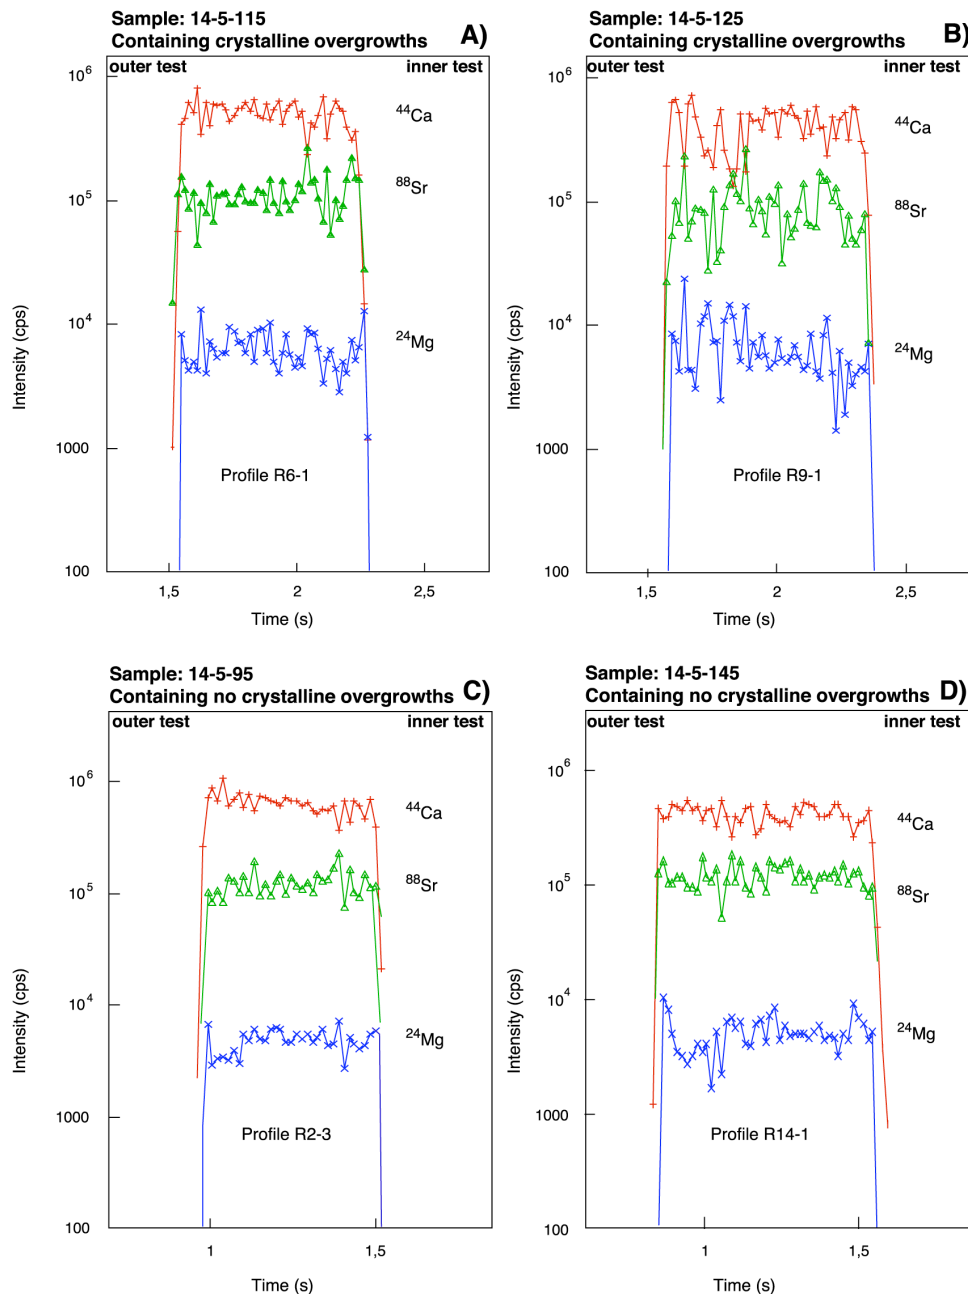 Sample: 14-5-115
Containing crystalline overgrowths A)
outer test inner test
10^6
44Ca
88Sr
10^5
10^4
24Mg
1000
Profile R6-1
100
1,5 2 2,5
Time (s)
Intensity (cps)
Sample: 14-5-125
Containing crystalline overgrowths B)
outer test inner test
10^6
44Ca
10^5
88Sr
10^4
24Mg
1000
Profile R9-1
100
1,5 2 2,5
Time (s)
Intensity (cps)
Sample: 14-5-95
Containing no crystalline overgrowths C)
outer test inner test
10^6
44Ca
10^5
88Sr
10^4
24Mg
1000
Profile R2-3
100
1 1,5
Time (s)
Intensity (cps)
Sample: 14-5-145
Containing no crystalline overgrowths D)
outer test inner test
10^6
44Ca
10^5
88Sr
10^4
24Mg
1000
Profile R14-1
100
1 1,5
Time (s)
Intensity (cps)